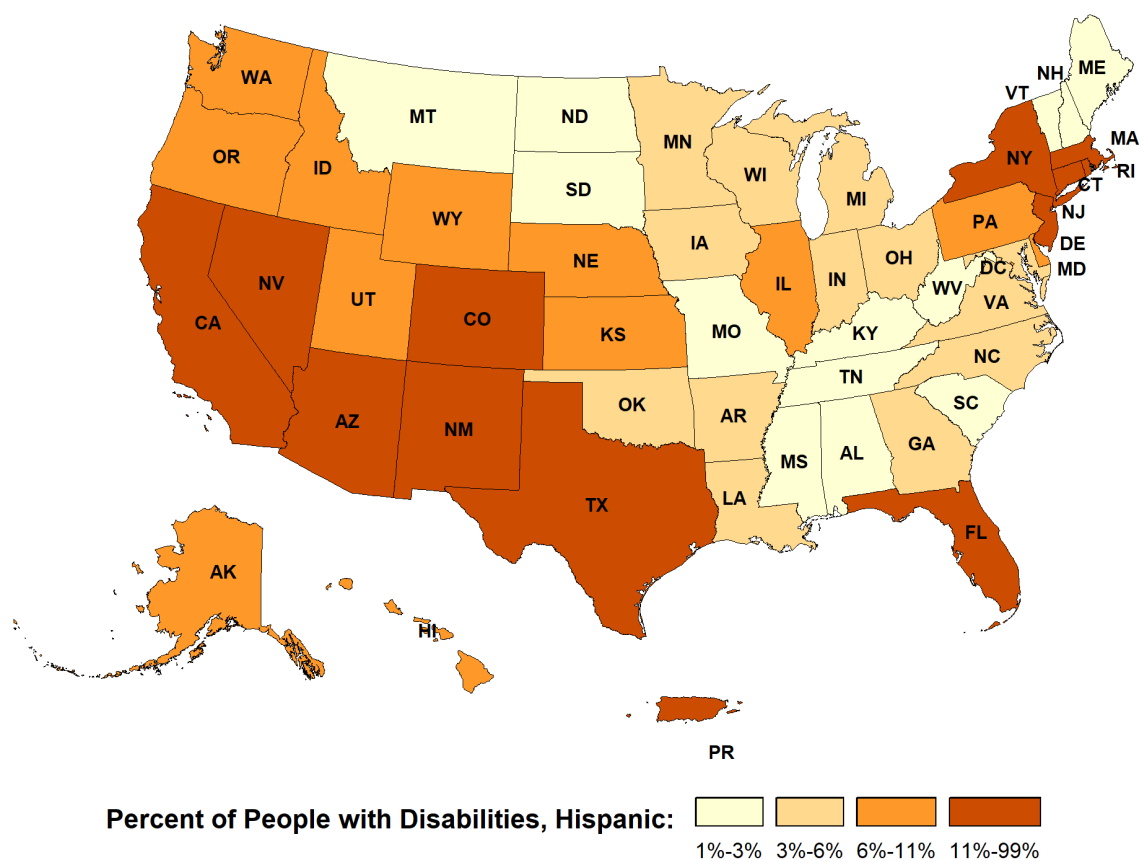 ME
NH
VT
WA
MT
ND
MN
MA
OR
ID
SD
WI
NY
RI
CT
MI
WY
NJ
PA
IA
DE
NE
OH
DC
MD
NV
UT
IL
IN
WV
VA
CA
CO
KS
MO
KY
NC
TN
OK
AR
SC
AZ
NM
GA
MS
AL
LA
TX
FL
AK
HI
PR
Percent of People with Disabilities, Hispanic:
1%-3% 3%-6% 6%-11% 11%-99%